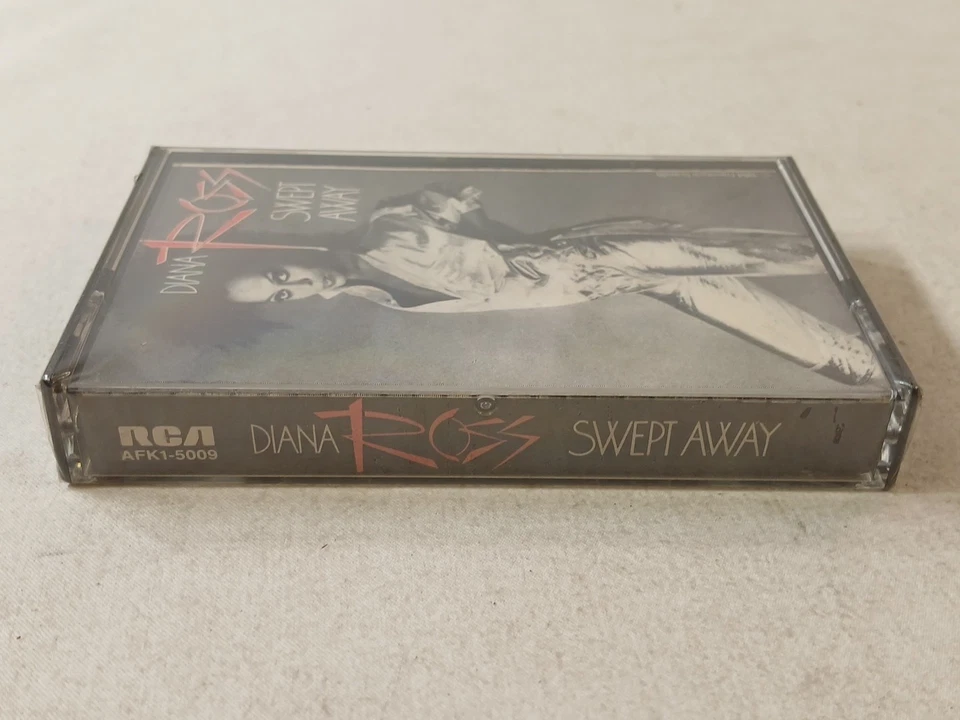 DIANA
ROSS
SWEPT
AWAY
RCA
AFK1-5009
DIANA ROSS SWEPT AWAY